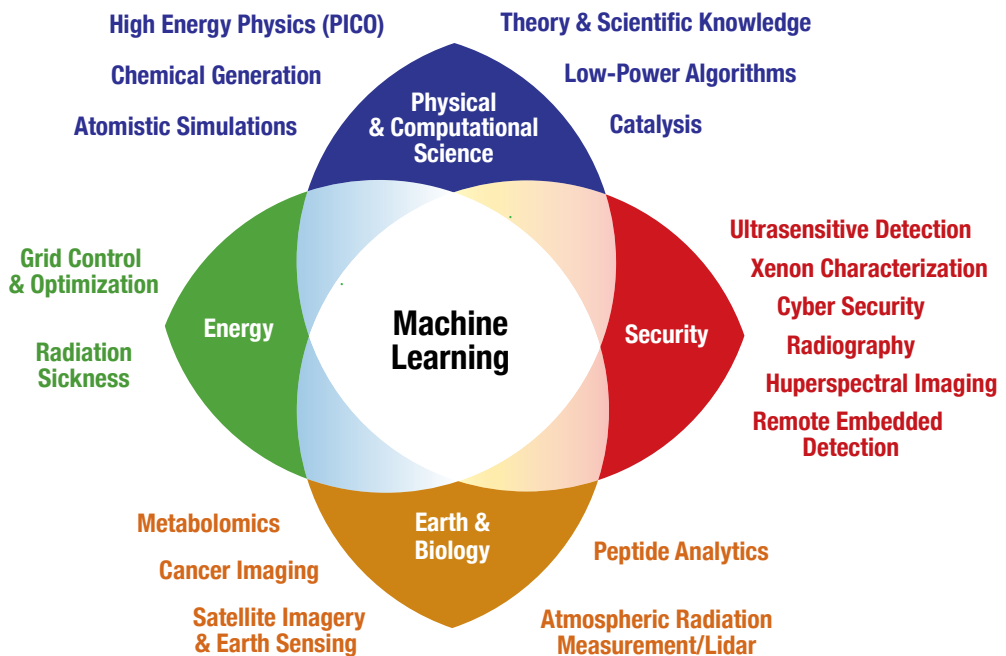 High Energy Physics (PICO)
Chemical Generation
Atomistic Simulations
Theory & Scientific Knowledge
Low-Power Algorithms
Catalysis
Physical
& Computational
Science
Grid Control
& Optimization
Radiation
Sickness
Energy
Machine
Learning
Security
Ultrasensitive Detection
Xenon Characterization
Cyber Security
Radiography
Huperspectral Imaging
Remote Embedded
Detection
Earth &
Biology
Metabolomics
Cancer Imaging
Satellite Imagery
& Earth Sensing
Peptide Analytics
Atmospheric Radiation
Measurement/Lidar